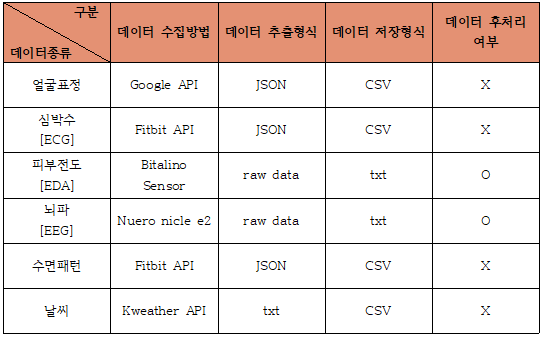 구분
데이터종류
데이터 수집방법
데이터 추출형식
데이터 저장형식
데이터 후처리
여부
얼굴표정
Google API
JSON
CSV
X
심박수
[ECG]
Fitbit API
JSON
CSV
X
피부전도
[EDA]
Bitalino
Sensor
raw data
txt
O
뇌파
[EEG]
Nuero nicle e2
raw data
txt
O
수면패턴
Fitbit API
JSON
CSV
X
날씨
Kweather API
txt
CSV
X